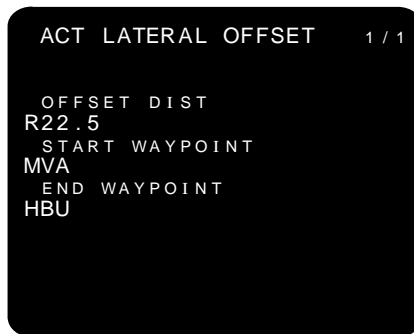 ACT LATERAL OFFSET 1/1
OFFSET DIST
R22.5
START WAYPOINT
MVA
END WAYPOINT
HBU